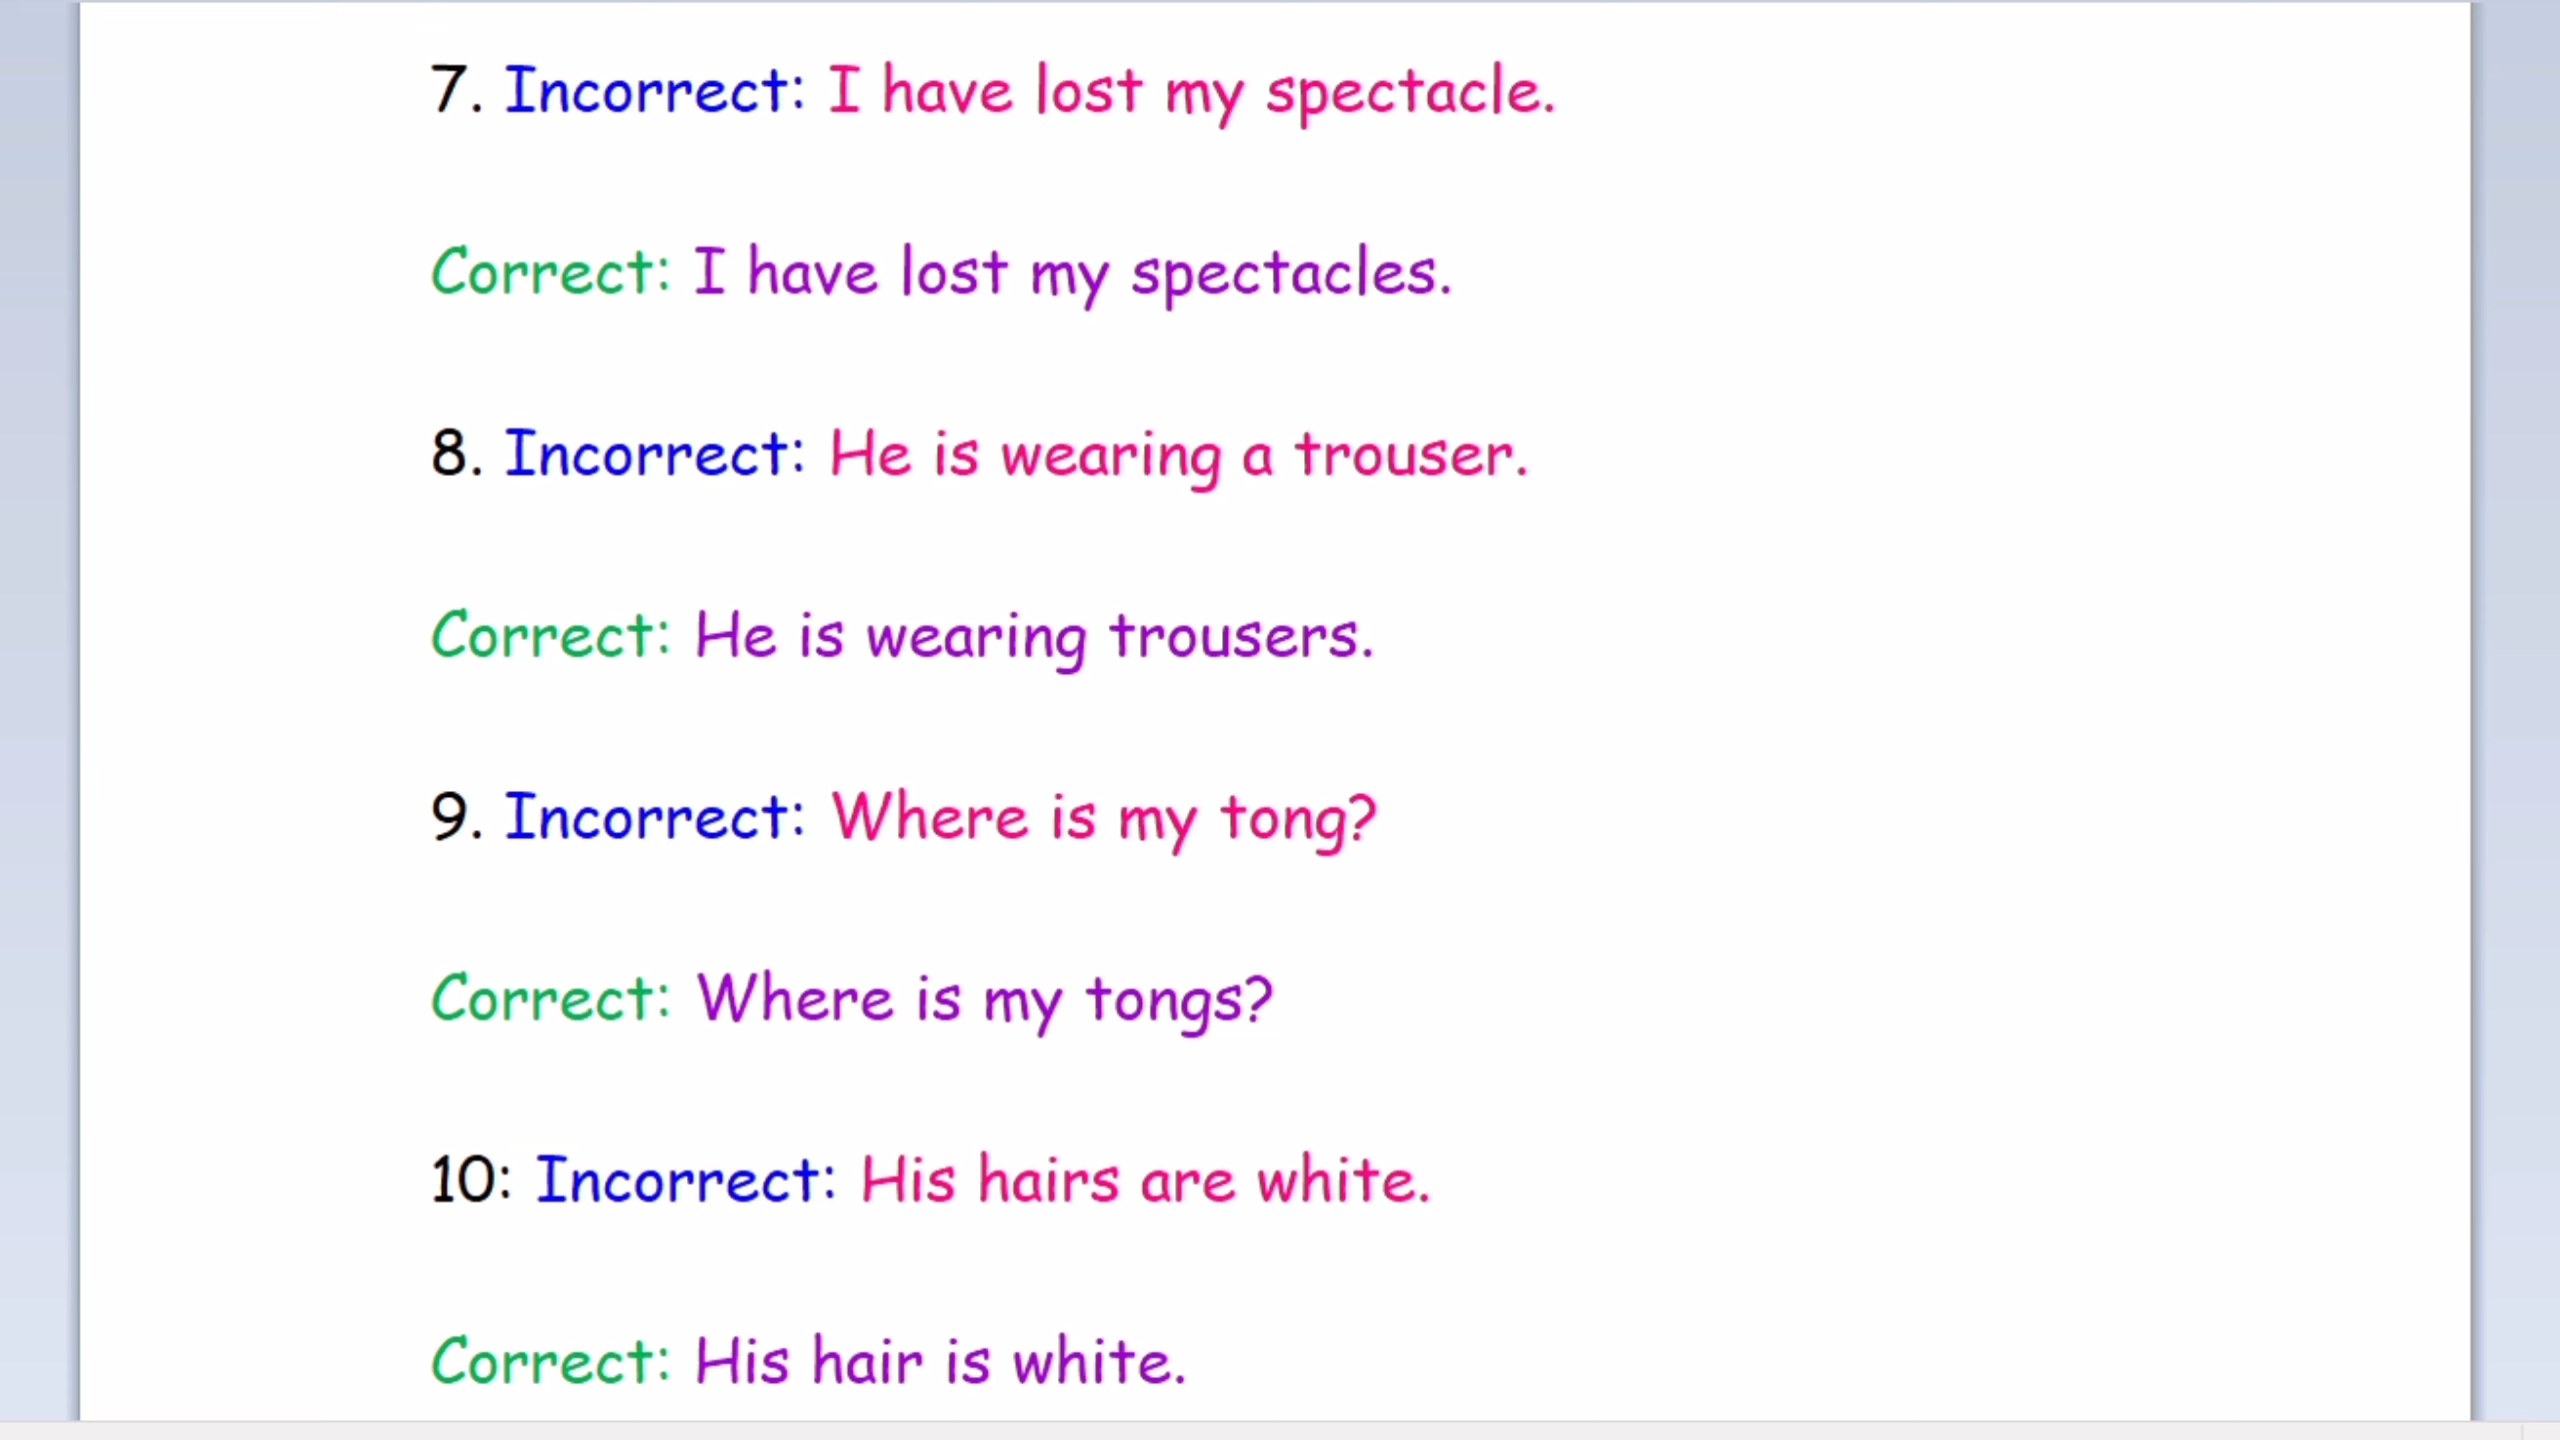 7. Incorrect: I have lost my spectacle.
Correct: I have lost my spectacles.
8. Incorrect: He is wearing a trouser.
Correct: He is wearing trousers.
9. Incorrect: Where is my tong?
Correct: Where is my tongs?
10: Incorrect: His hairs are white.
Correct: His hair is white.